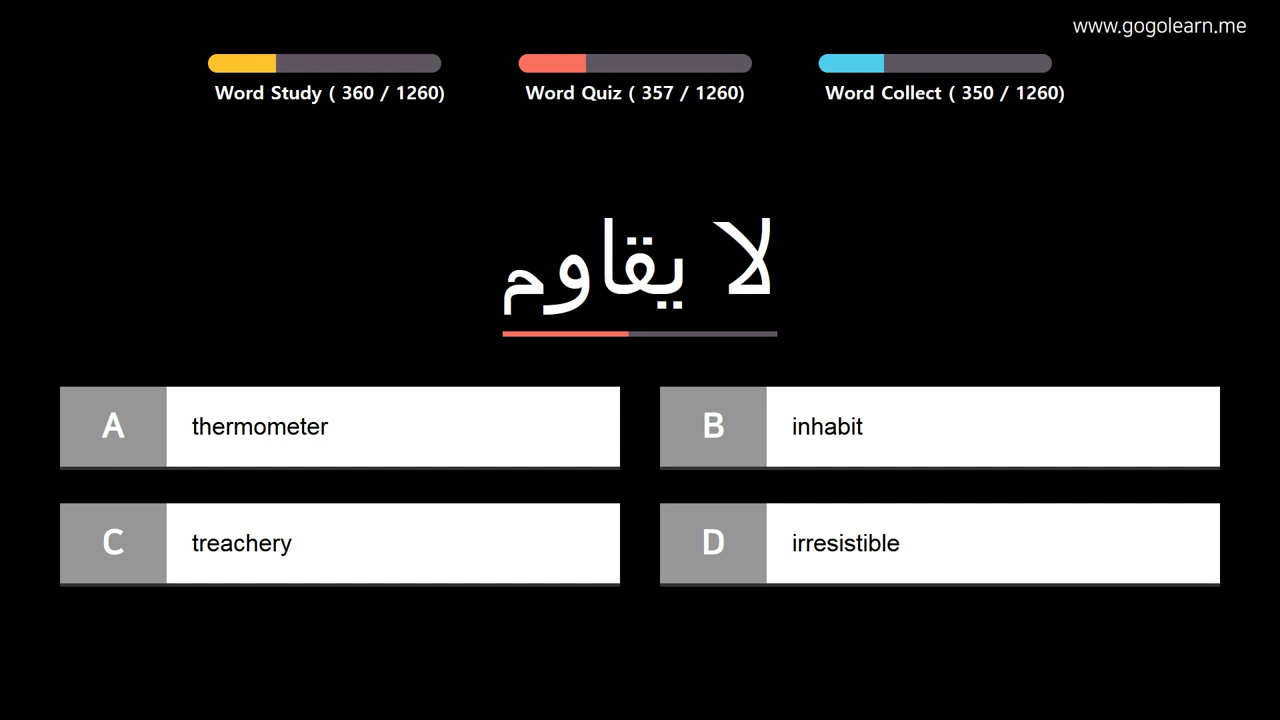 www.gogolearn.me
Word Study ( 360 / 1260)
Word Quiz ( 357 / 1260)
Word Collect ( 350 / 1260)
لا يقاوم
A thermometer
B inhabit
C treachery
D irresistible